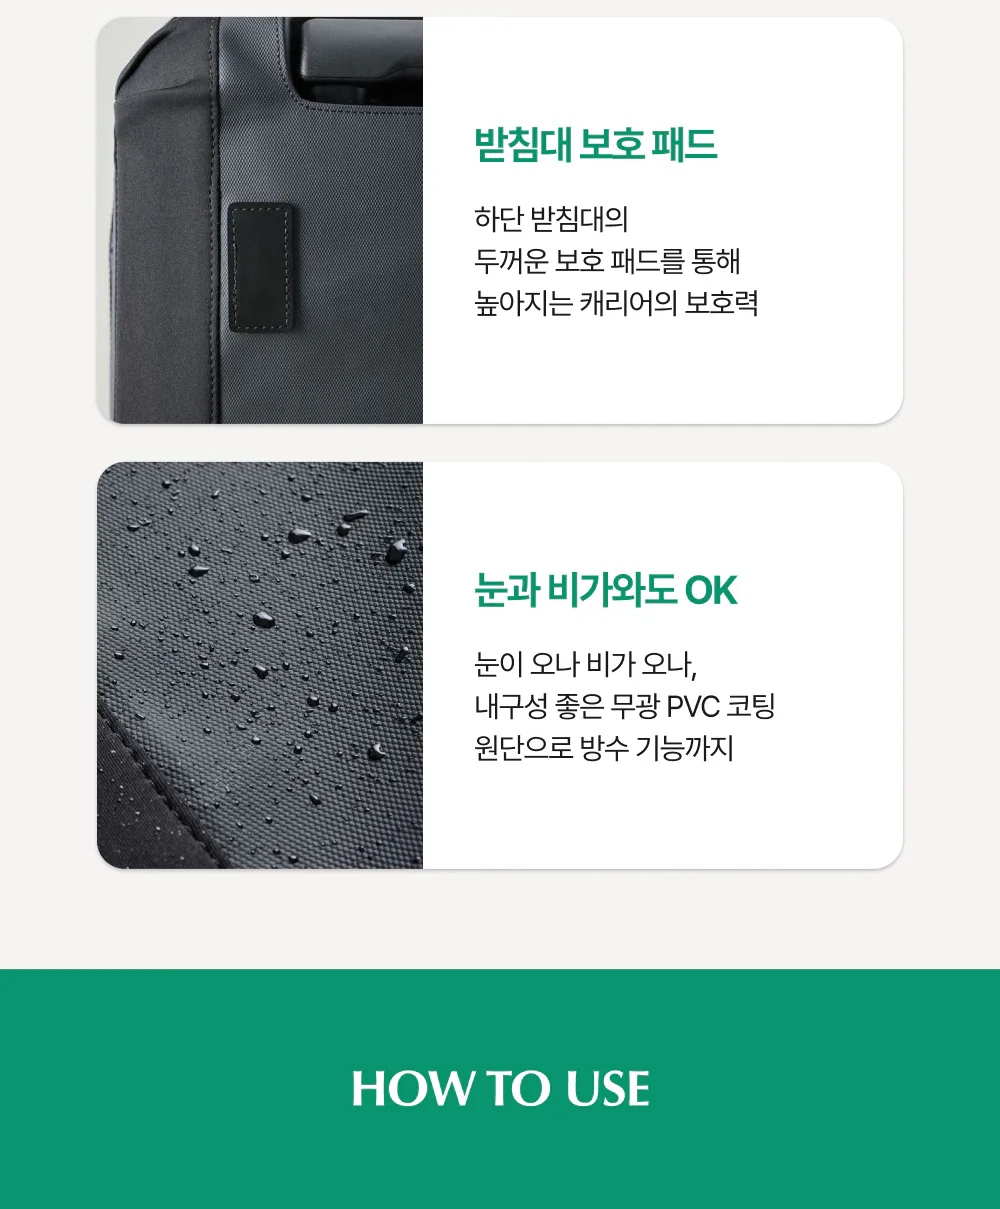 받침대 보호 패드
하단 받침대의
두꺼운 보호 패드를 통해
높아지는 캐리어의 보호력
눈과 비가와도 OK
눈이 오나 비가 오나,
내구성 좋은 무광 PVC 코팅
원단으로 방수 기능까지
HOW TO USE